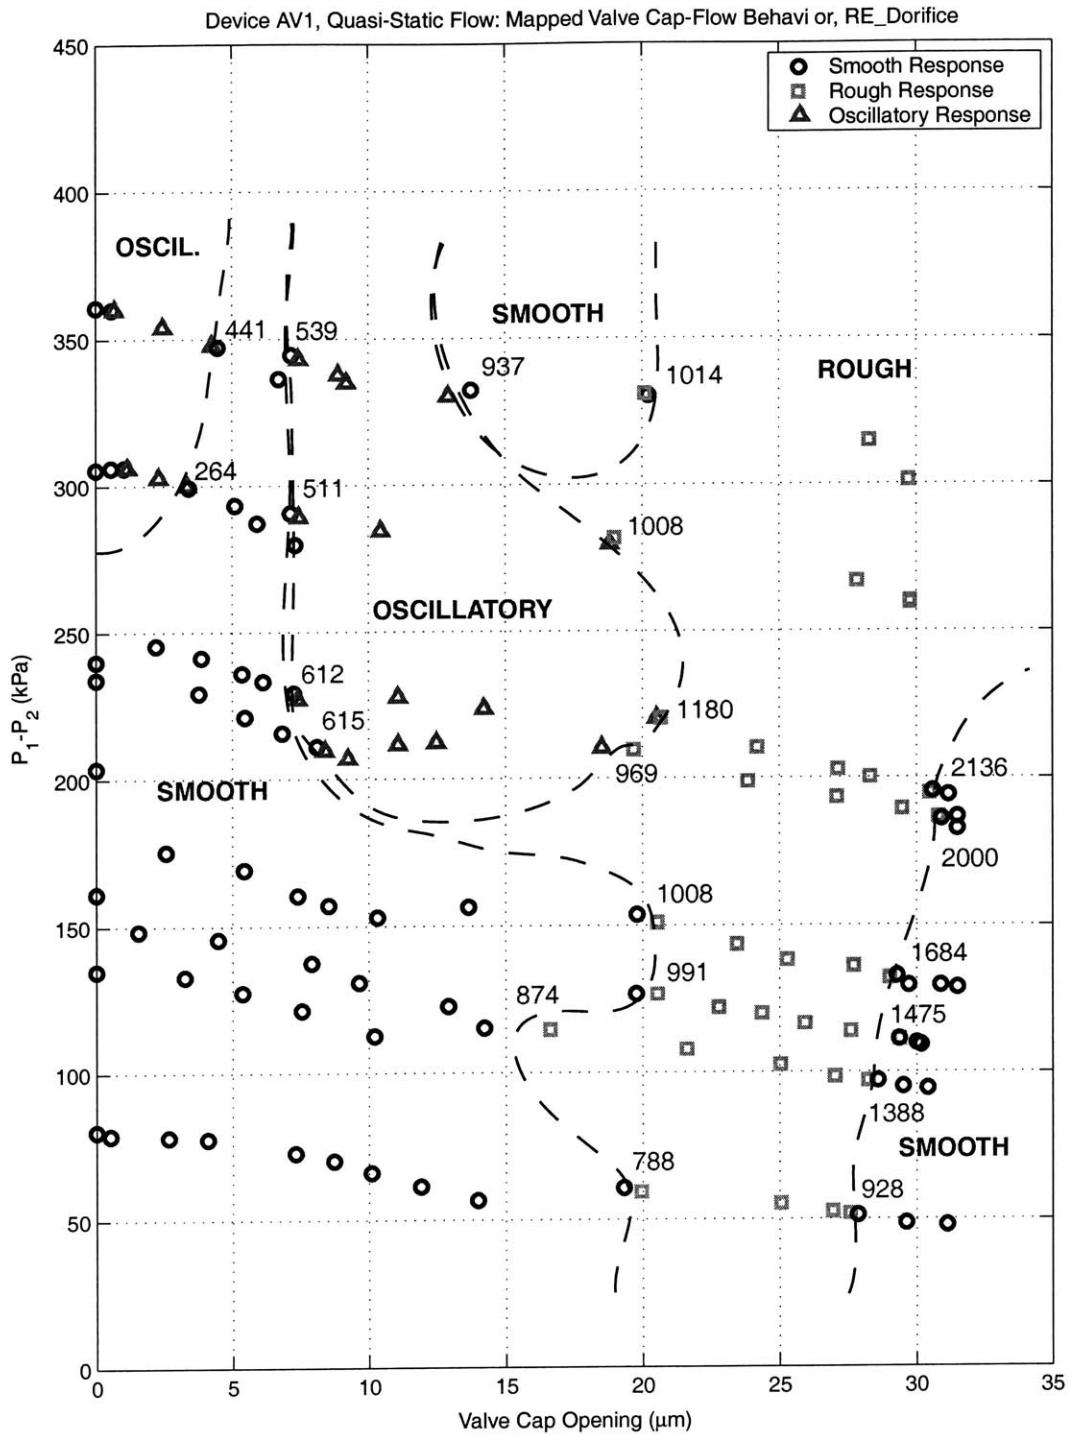 Device AV1, Quasi-Static Flow: Mapped Valve Cap-Flow Behavi or, RE_Dorifice
450
Smooth Response
Rough Response
Oscillatory Response
400
OSCIL.
SMOOTH
350
441
539
937
1014
ROUGH
264
300
511
1008
OSCILLATORY
250
612
615
1180
P1-P2 (kPa)
969
2136
200
SMOOTH
2000
1008
150
1684
991
874
1475
100
1388
SMOOTH
788
928
50
0
0 5 10 15 20 25 30 35
Valve Cap Opening (μm)